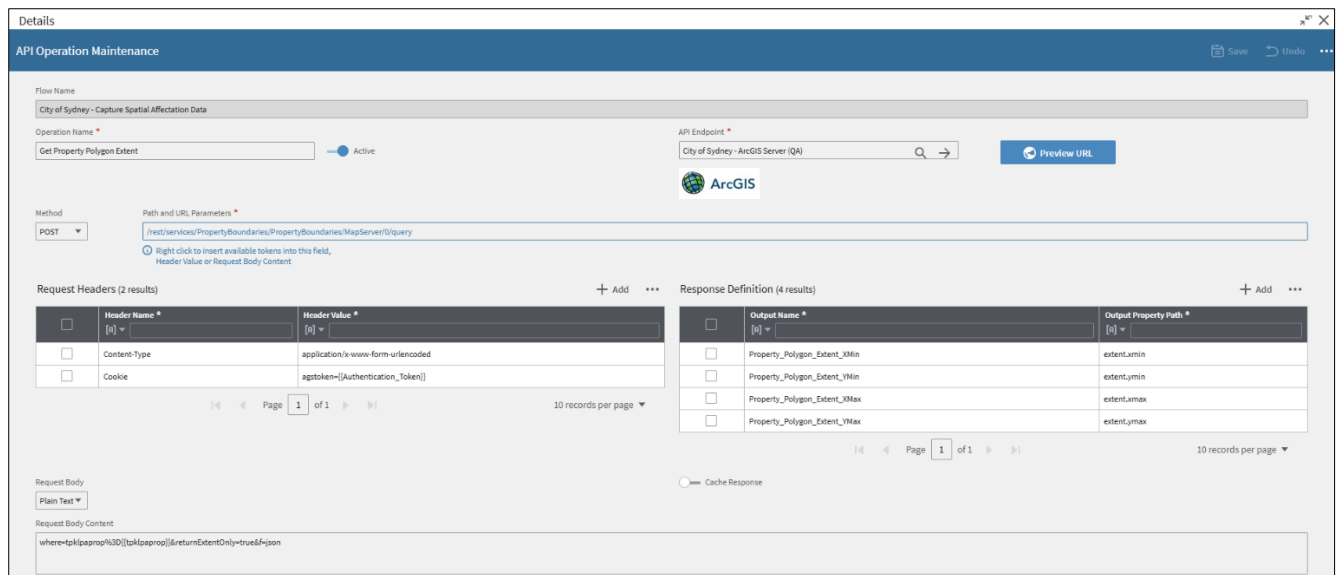 Details
API Operation Maintenance
Save Undo
Flow Name
City of Sydney - Capture Spatial Affectation Data
Operation Name *
API Endpoint *
Get Property Polygon Extent
Active
City of Sydney - ArcGIS Server (QA)
Preview URL
ArcGIS
Method
Path and URL Parameters *
POST
/rest/services/PropertyBoundaries/PropertyBoundaries/MapServer/0/query
Right click to insert available tokens into this field,
Header Value or Request Body Content
Request Headers (2 results)
Add
Response Definition (4 results)
Add
Header Name *
Header Value *
Output Name *
Output Property Path *
[R]
[R]
[R]
[R]
Content-Type
application/x-www-form-urlencoded
Property_Polygon_Extent_XMin
extent.xmin
Cookie
agstoken={{Authentication_Token}}
Property_Polygon_Extent_YMin
extent.ymin
Property_Polygon_Extent_XMax
extent.xmax
Property_Polygon_Extent_YMax
extent.ymax
Page 1 of 1
10 records per page
Page 1 of 1
10 records per page
Request Body
Cache Response
Plain Text
Request Body Content
where=tpklpaprop%3D{{tpklpaprop}}&returnExtentOnly=true&f=json